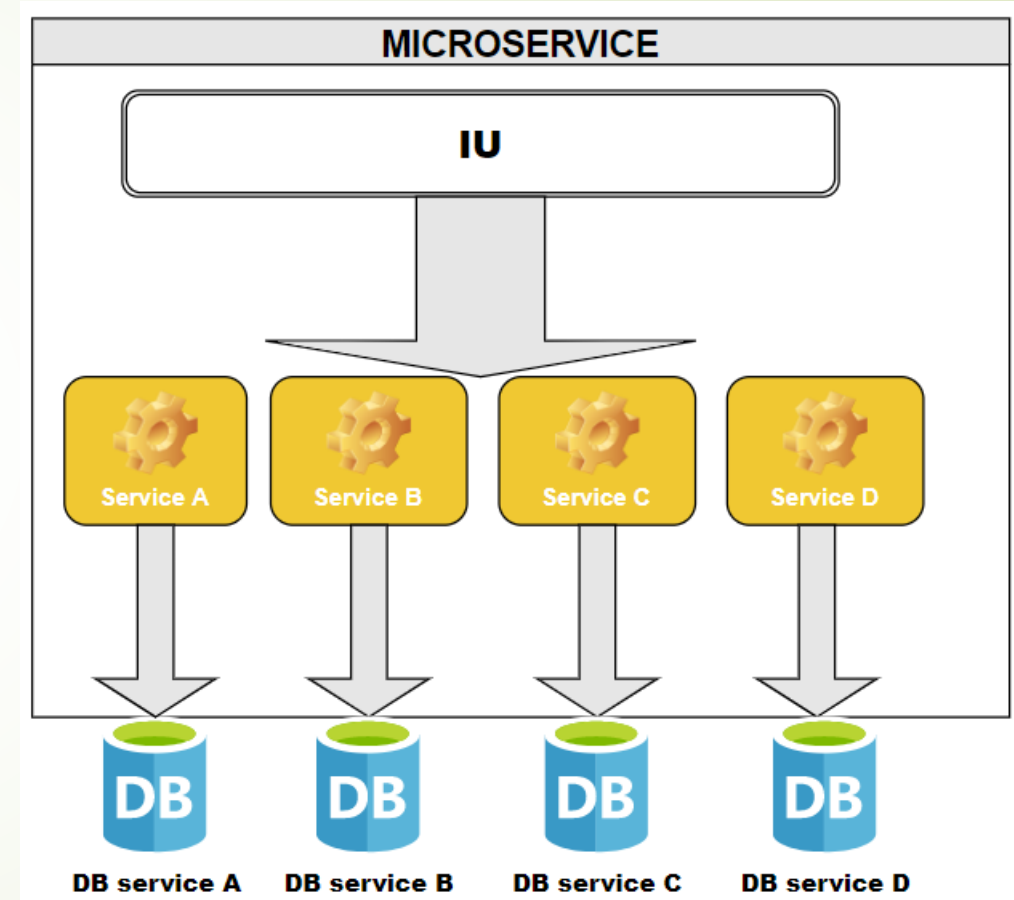 MICROSERVICE
IU
Service A
Service B
Service C
Service D
DB
DB
DB
DB
DB service A
DB service B
DB service C
DB service D